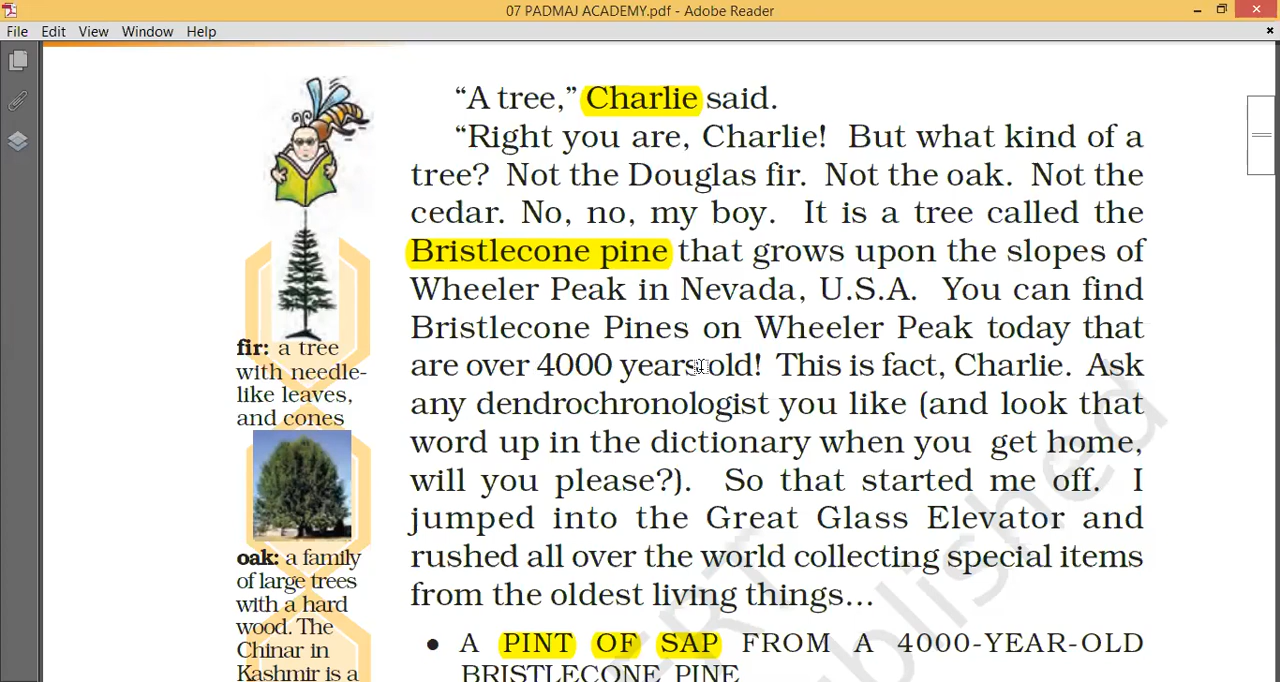 07 PADMAJ ACADEMY.pdf - Adobe Reader
File Edit View Window Help
“A tree,” Charlie said.
“Right you are, Charlie! But what kind of a
tree? Not the Douglas fir. Not the oak. Not the
cedar. No, no, my boy. It is a tree called the
Bristlecone pine that grows upon the slopes of
Wheeler Peak in Nevada, U.S.A. You can find
Bristlecone Pines on Wheeler Peak today that
are over 4000 years old! This is fact, Charlie. Ask
any dendrochronologist you like (and look that
word up in the dictionary when you get home,
will you please?). So that started me off. I
jumped into the Great Glass Elevator and
rushed all over the world collecting special items
from the oldest living things…
• A PINT OF SAP FROM A 4000-YEAR-OLD
BRISTLECONE PINE
fir: a tree
with needle-
like leaves,
and cones
oak: a family
of large trees
with a hard
wood. The
Chinar in
Kashmir is a